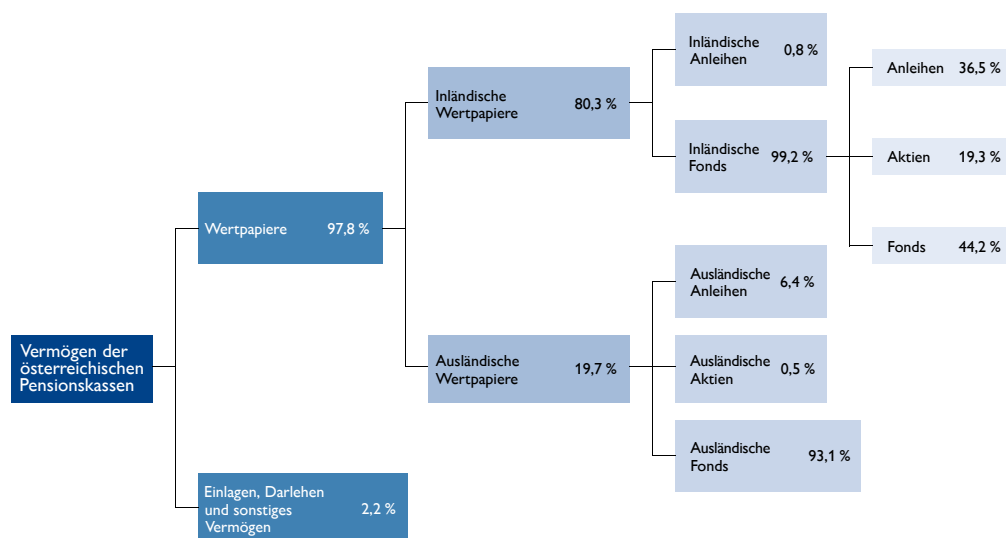 Vermögen der
österreichischen
Pensionskassen
Wertpapiere 97,8 %
Einlagen, Darlehen
und sonstiges 2,2 %
Vermögen
Inländische
Wertpapiere 80,3 %
Ausländische
Wertpapiere 19,7 %
Inländische
Anleihen 0,8 %
Inländische
Fonds 99,2 %
Ausländische
Anleihen 6,4 %
Ausländische
Aktien 0,5 %
Ausländische
Fonds 93,1 %
Anleihen 36,5 %
Aktien 19,3 %
Fonds 44,2 %